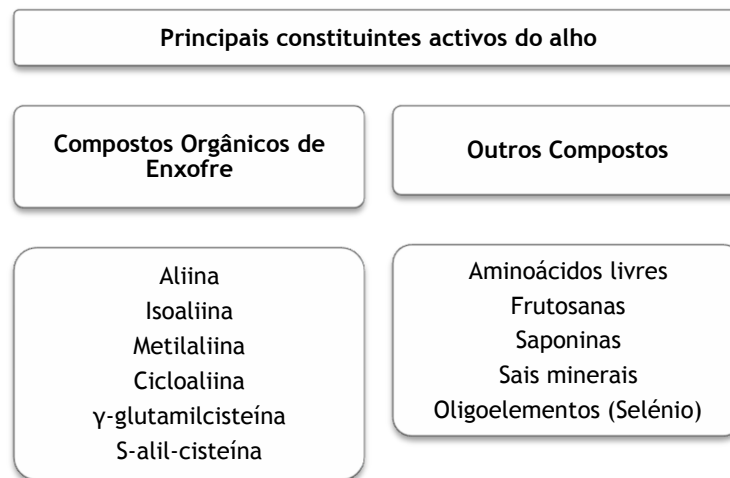 Principais constituintes activos do alho
Compostos Orgânicos de
Enxofre
Outros Compostos
Aliina
Isoaliina
Metilaliina
Cicloaliina
γ-glutamilcisteína
S-alil-cisteína
Aminoácidos livres
Frutosanas
Saponinas
Sais minerais
Oligoelementos (Selénio)